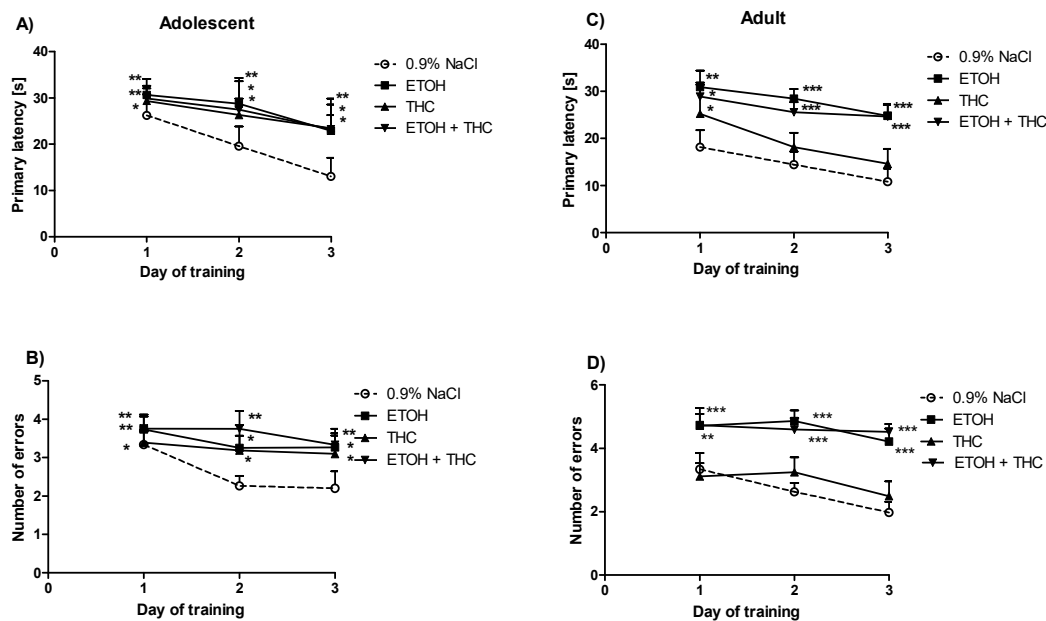 A)
Adolescent
40
30
20
10
0
Primary latency [s]
**
**
*
**
*
*
**
*
*
0 1 2 3
Day of training
0.9% NaCl
ETOH
THC
ETOH + THC
C)
Adult
40
30
20
10
0
Primary latency [s]
**
*
*
***
***
***
***
0 1 2 3
Day of training
0.9% NaCl
ETOH
THC
ETOH + THC
B)
5
4
3
2
1
0
Number of errors
**
**
*
**
*
*
**
*
*
0 1 2 3
Day of training
0.9% NaCl
ETOH
THC
ETOH + THC
D)
6
4
2
0
Number of errors
***
**
***
***
***
***
0 1 2 3
Day of training
0.9% NaCl
ETOH
THC
ETOH + THC